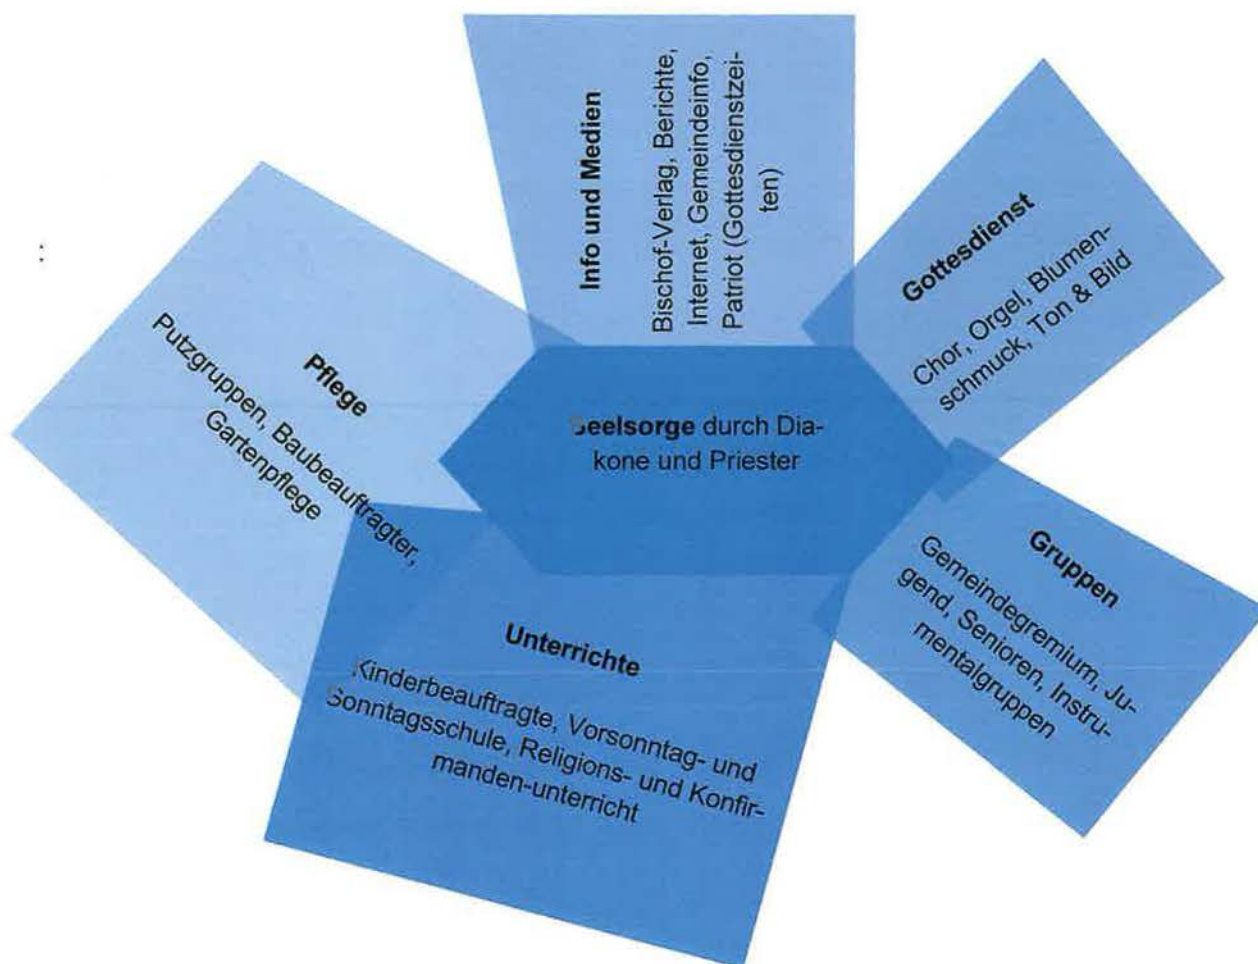 Info und Medien
Bischof-Verlag, Berichte,
Internet, Gemeindeinfo,
Patriot (Gottesdienstzei-
ten)
Gottesdienst
Chor, Orgel, Blumen-
schmuck, Ton & Bild
Pflege
Putzgruppen, Baubeauftragter,
Gartenpflege
Seelsorge durch Dia-
kone und Priester
Gruppen
Gemeindegremium, Ju-
gend, Senioren, Instru-
mentalgruppen
Unterrichte
Kinderbeauftragte, Vorsonntag- und
Sonntagsschule, Religions- und Konfir-
manden-unterricht